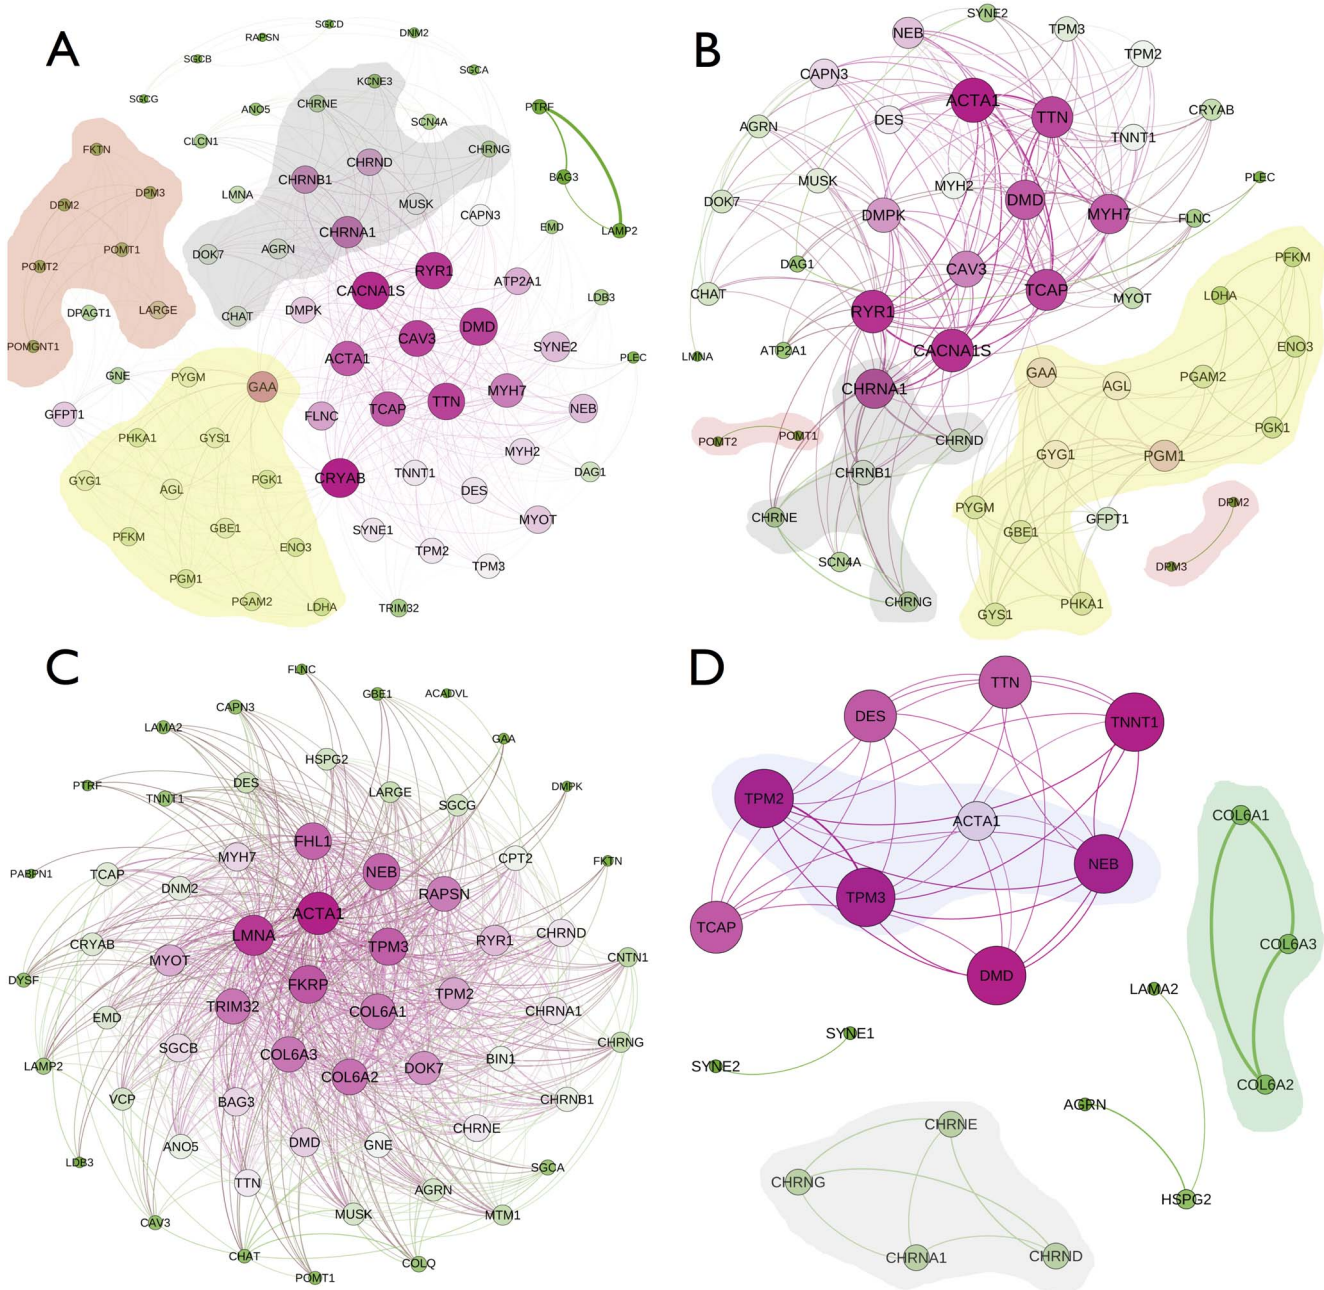 A
SGCD
RAPSN
DNM2
SGCB
SGCA
KCNE3
SGCG
CHRNE
PTRF
ANO5
SCN4A
CLCN1
FKTN
CHRND
CHRNG
CHRNB1
BAG3
DPM3
LMNA
DPM2
MUSK
CAPN3
EMD
LAMP2
CHRNA1
POMT1
AGRN
DOK7
POMT2
RYR1
ATP2A1
CACNA1S
LDB3
LARGE
DPAGT1
CHAT
DMPK
DMD
CAV3
POMGNT1
SYNE2
ACTA1
PLEC
GNE
PYGM
GAA
MYH7
TTN
TCAP
NEB
GFPT1
FLNC
PHKA1
GYS1
MYH2
TNNT1
DAG1
CRYAB
GYG1
AGL
PGK1
DES
MYOT
GBE1
SYNE1
PFKM
ENO3
TPM2
TPM3
PGM1
PGAM2
LDHA
TRIM32
B
SYNE2
NEB
TPM3
TPM2
CAPN3
ACTA1
CRYAB
DES
TTN
AGRN
TNNT1
PLEC
MUSK
MYH2
DOK7
DMD
DMPK
MYH7
FLNC
PFKM
DAG1
CAV3
TCAP
CHAT
MYOT
LDHA
RYR1
LMNA
ATP2A1
CACNA1S
ENO3
GAA
AGL
PGAM2
CHRNA1
PGK1
POMT2
POMT1
CHRND
GYG1
PGM1
CHRNB1
DPM2
PYGM
CHRNE
GFPT1
GBE1
SCN4A
DPM3
CHRNG
GYS1
PHKA1
C
FLNC
GBE1
ACADVL
CAPN3
LAMA2
GAA
HSPG2
PTRF
DES
DMPK
TNNT1
LARGE
SGCG
FHL1
MYH7
CPT2
FKTN
PABPN1
TCAP
NEB
DNM2
RAPSN
ACTA1
LMNA
CHRND
CRYAB
TPM3
RYR1
MYOT
CNTN1
DYSF
FKRP
TPM2
TRIM32
COL6A1
CHRNA1
EMD
CHRNG
SGCB
COL6A3
BIN1
LAMP2
COL6A2
DOK7
VCP
BAG3
CHRNB1
CHRNE
ANO5
DMD
GNE
LDB3
SGCA
TTN
AGRN
MUSK
MTM1
CAV3
CHAT
COLQ
POMT1
D
TTN
DES
TNNT1
TPM2
ACTA1
COL6A1
NEB
TPM3
TCAP
COL6A3
DMD
LAMA2
SYNE1
SYNE2
COL6A2
AGRN
CHRNE
CHRNG
HSPG2
CHRNA1
CHRND